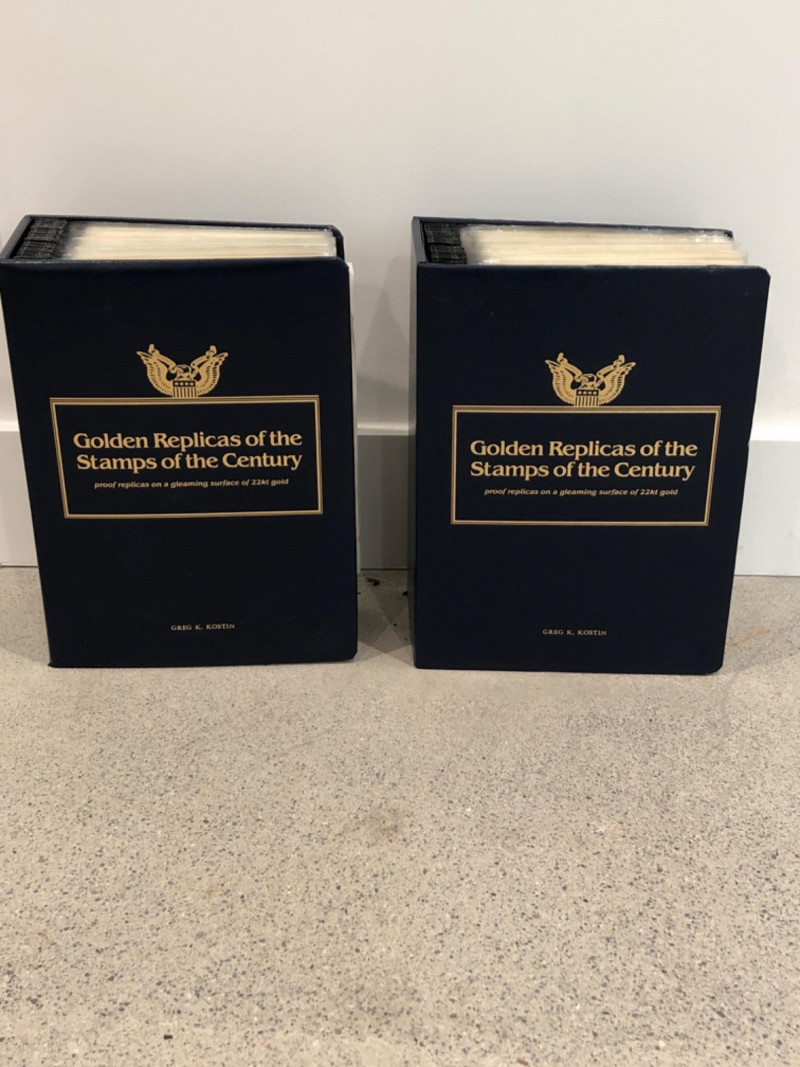 Golden Replicas of the
Stamps of the Century
proof replicas on a gleaming surface of 22kt gold
GREG K. KOSTIN
Golden Replicas of the
Stamps of the Century
proof replicas on a gleaming surface of 22kt gold
GREG K. KOSTIN